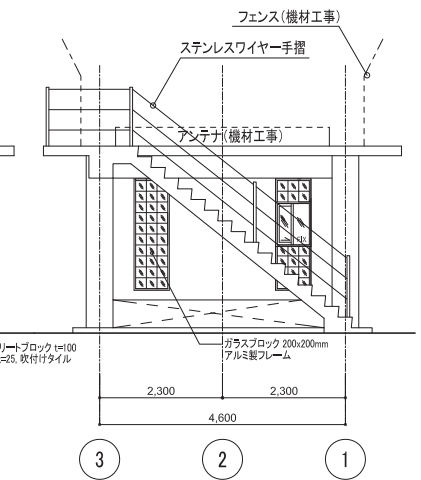 フェンス(機材工事)
ステンレスワイヤー手摺
アンテナ(機材工事)
FIX
リートブロック t=100
=25, 吹付けタイル
ガラスブロック 200x200mm
アルミ製フレーム
2,300
2,300
4,600
3
2
1